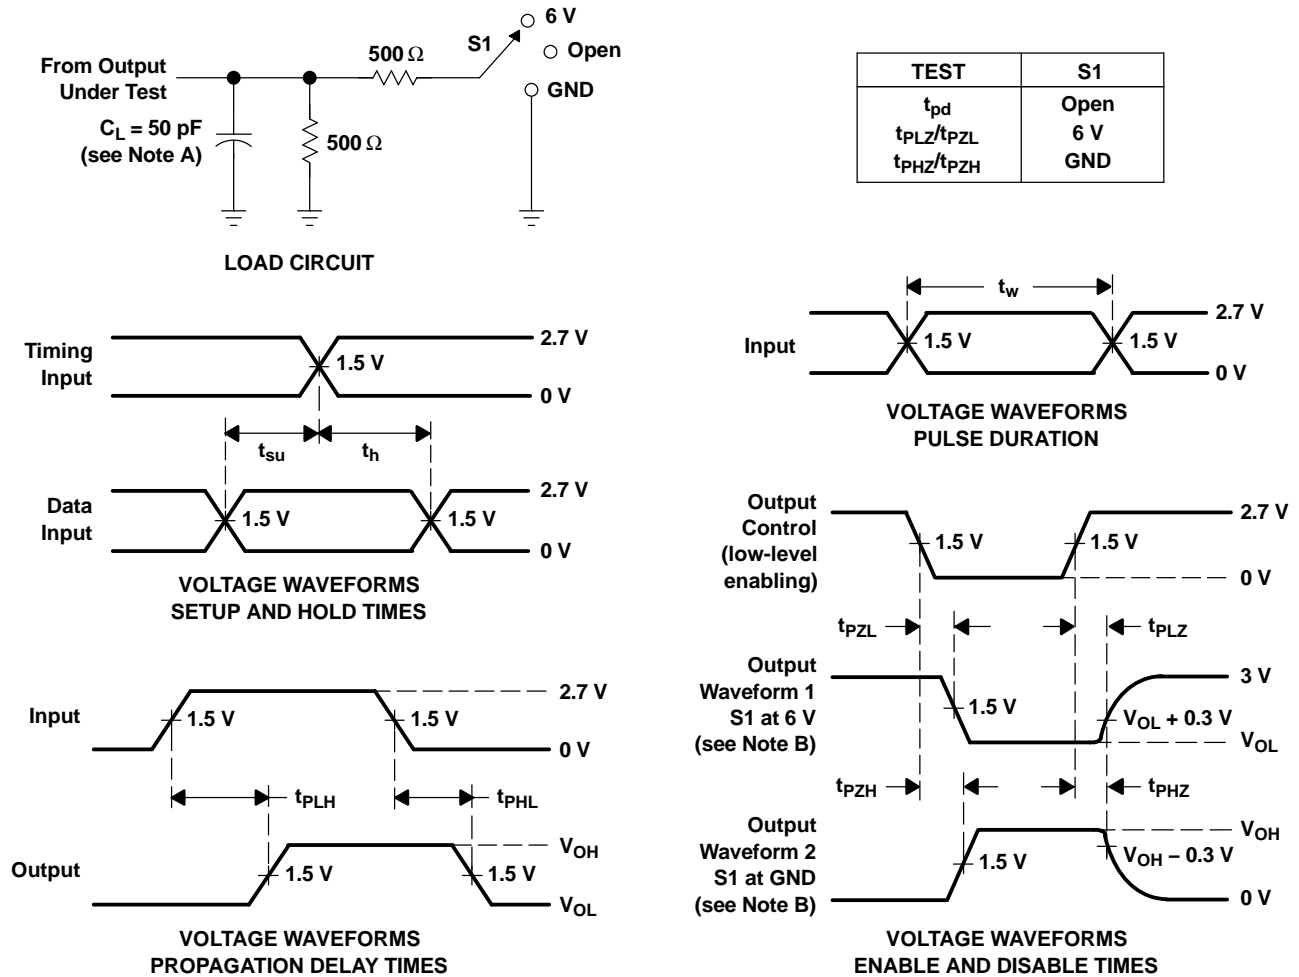 6 V
S1
Open
500 Ω
GND
From Output
Under Test
C_L = 50 pF
(see Note A)
500 Ω
LOAD CIRCUIT
TEST S1
t_pd Open
t_PLZ/t_PZL 6 V
t_PHZ/t_PZH GND
t_w
Input
2.7 V
1.5 V
1.5 V
0 V
VOLTAGE WAVEFORMS
PULSE DURATION
Timing
Input
2.7 V
1.5 V
0 V
t_su
t_h
Data
Input
2.7 V
1.5 V
1.5 V
0 V
VOLTAGE WAVEFORMS
SETUP AND HOLD TIMES
Input
2.7 V
1.5 V
1.5 V
0 V
t_PLH
t_PHL
Output
V_OH
1.5 V
1.5 V
V_OL
VOLTAGE WAVEFORMS
PROPAGATION DELAY TIMES
Output
Control
(low-level
enabling)
2.7 V
1.5 V
1.5 V
0 V
t_PZL
t_PLZ
Output
Waveform 1
S1 at 6 V
(see Note B)
3 V
1.5 V
V_OL + 0.3 V
V_OL
t_PZH
t_PHZ
Output
Waveform 2
S1 at GND
(see Note B)
V_OH
1.5 V
V_OH − 0.3 V
0 V
VOLTAGE WAVEFORMS
ENABLE AND DISABLE TIMES